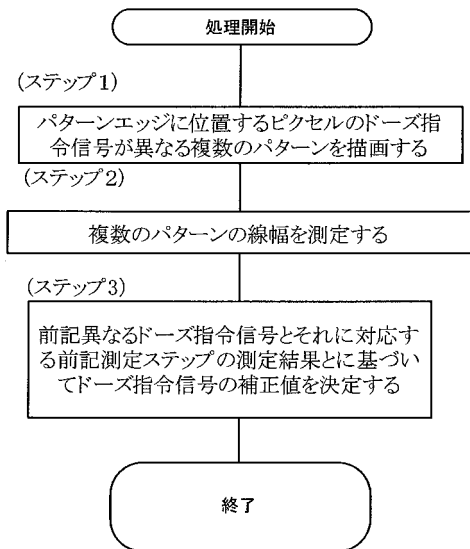 処理開始
(ステップ1)
パターンエッジに位置するピクセルのドーズ指
令信号が異なる複数のパターンを描画する
(ステップ2)
複数のパターンの線幅を測定する
(ステップ3)
前記異なるドーズ指令信号とそれに対応す
る前記測定ステップの測定結果とに基づい
てドーズ指令信号の補正値を決定する
終了